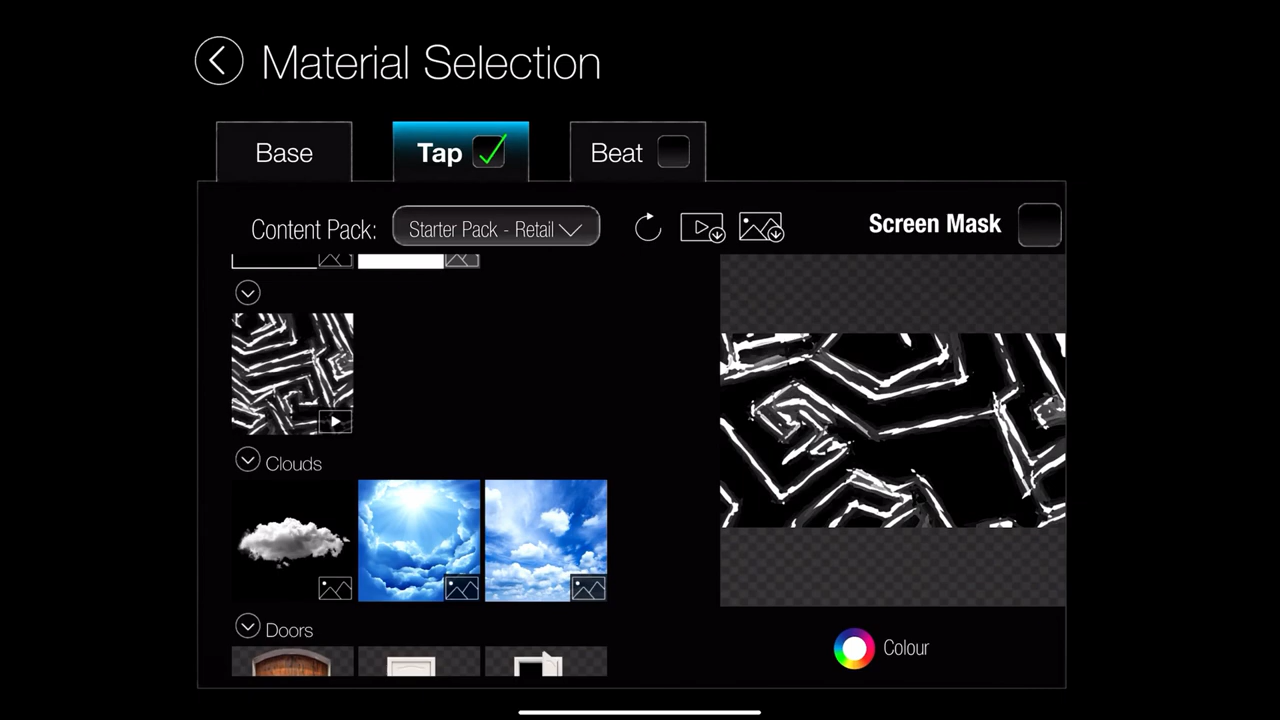 Material Selection
Base
Tap
Beat
Content Pack:
Starter Pack - Retail
Screen Mask
Clouds
Doors
Colour